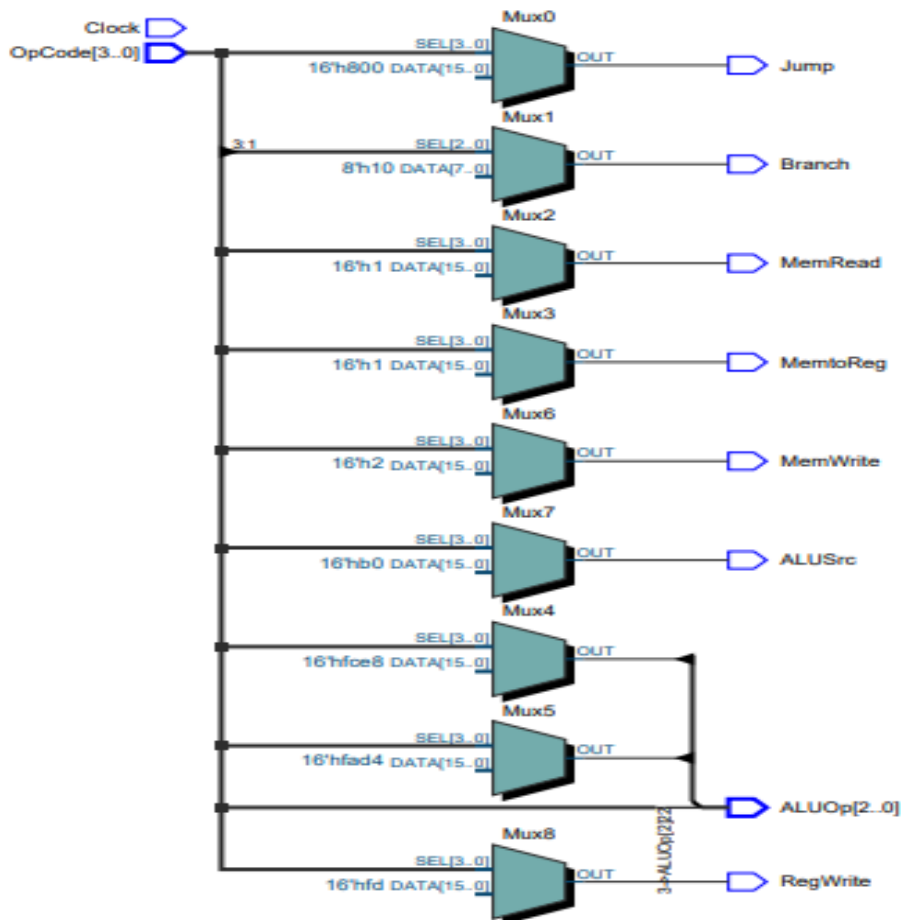 Clock
OpCode[3..0]
Mux0
SEL[3..0]
16'h800 DATA[15..0]
OUT
Jump
Mux1
3:1
SEL[2..0]
8'h10 DATA[7..0]
OUT
Branch
Mux2
SEL[3..0]
16'h1 DATA[15..0]
OUT
MemRead
Mux3
SEL[3..0]
16'h1 DATA[15..0]
OUT
MemtoReg
Mux6
SEL[3..0]
16'h2 DATA[15..0]
OUT
MemWrite
Mux7
SEL[3..0]
16'hb0 DATA[15..0]
OUT
ALUSrc
Mux4
SEL[3..0]
16'hfce8 DATA[15..0]
OUT
Mux5
SEL[3..0]
16'hfad4 DATA[15..0]
OUT
ALUOp[2..0]
Mux8
SEL[3..0]
16'hfd DATA[15..0]
OUT
RegWrite